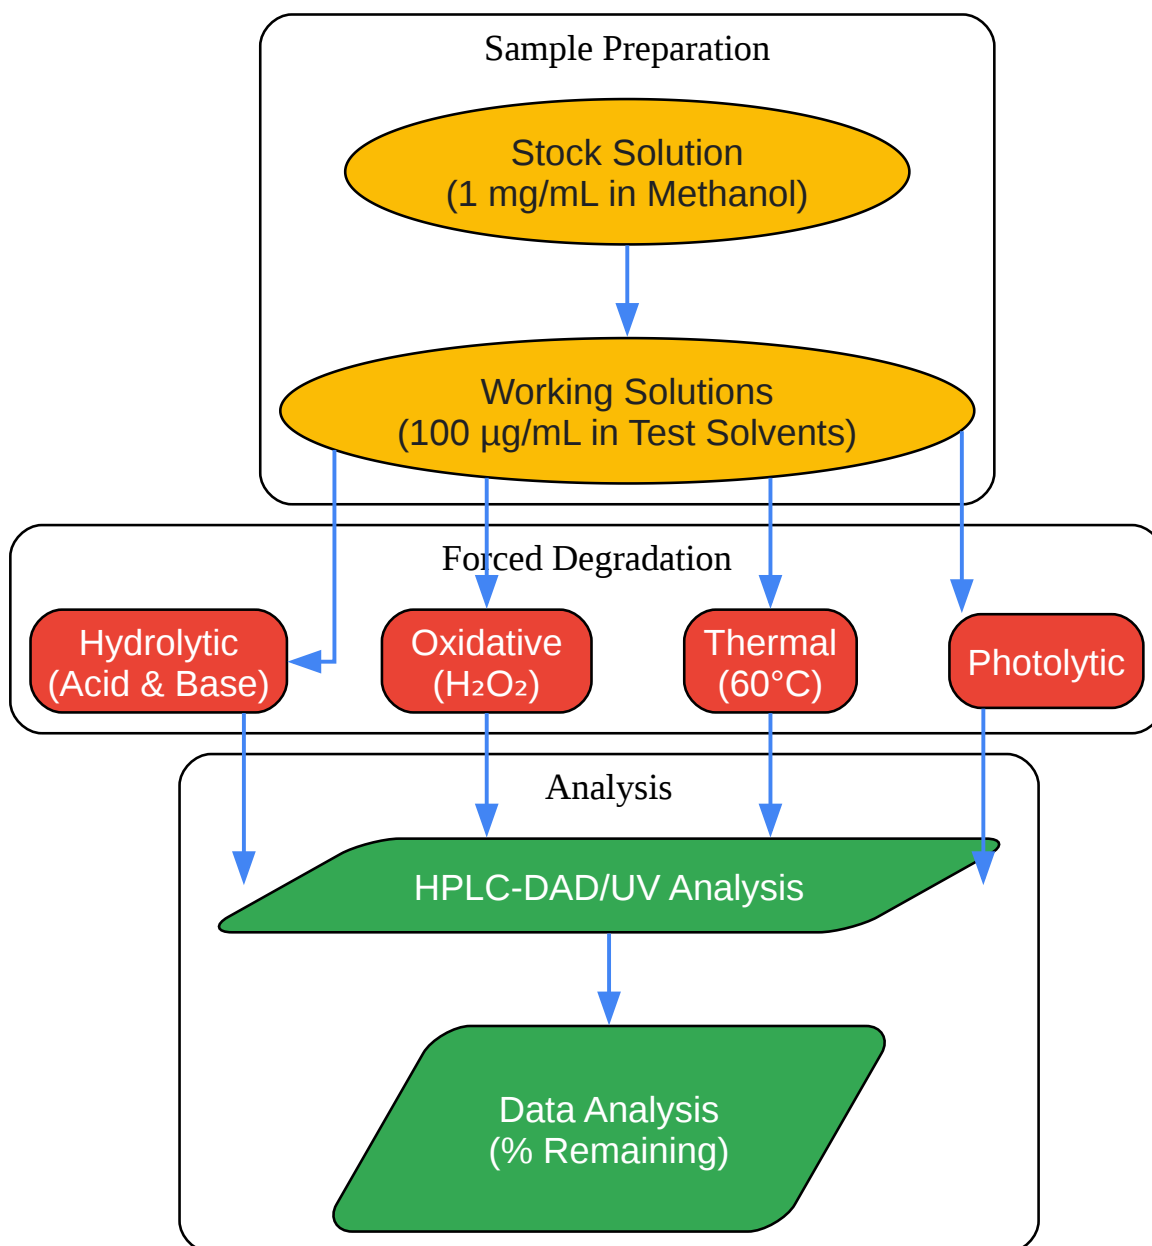 Sample Preparation
Stock Solution
(1 mg/mL in Methanol)
Working Solutions
(100 µg/mL in Test Solvents)
Forced Degradation
Hydrolytic
(Acid & Base)
Oxidative
(H₂O₂)
Thermal
(60°C)
Photolytic
Analysis
HPLC-DAD/UV Analysis
Data Analysis
(% Remaining)